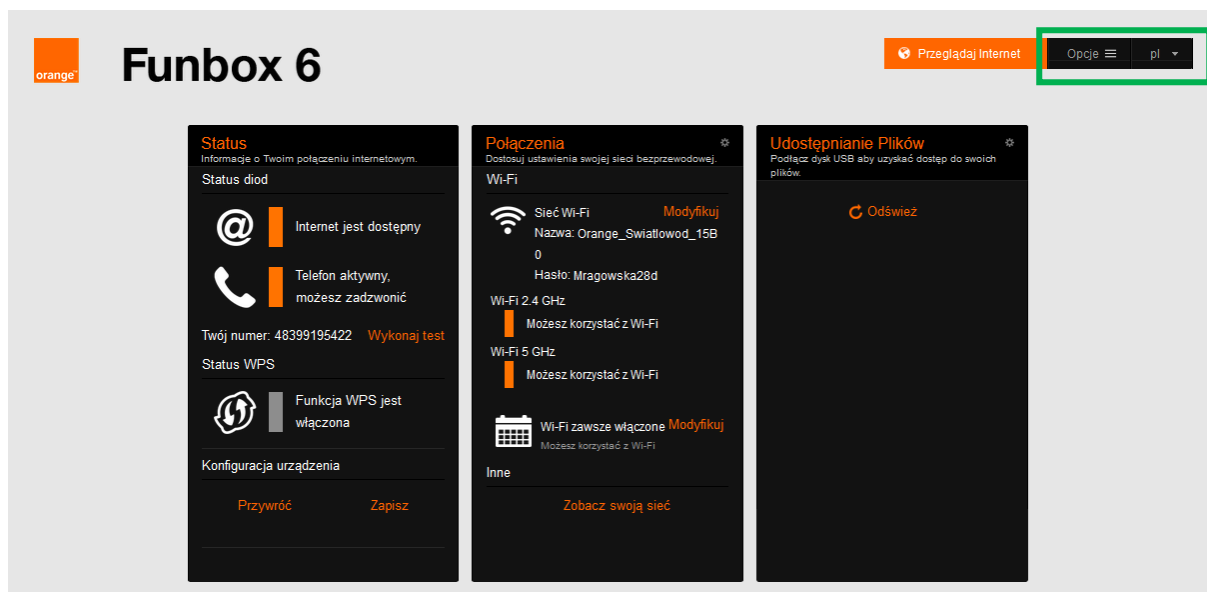 orange™
Funbox 6
Przeglądaj Internet
Opcje
pl
Status
Informacje o Twoim połączeniu internetowym.
Status diod
@
Internet jest dostępny
Telefon aktywny,
możesz zadzwonić
Twój numer: 48399195422 Wykonaj test
Status WPS
Funkcja WPS jest
włączona
Konfiguracja urządzenia
Przywróć Zapisz
Połączenia
Dostosuj ustawienia swojej sieci bezprzewodowej.
Wi-Fi
Sieć Wi-Fi Modyfikuj
Nazwa: Orange_Swiatlowod_15B
0
Hasło: Mragowska28d
Wi-Fi 2.4 GHz
Możesz korzystać z Wi-Fi
Wi-Fi 5 GHz
Możesz korzystać z Wi-Fi
Wi-Fi zawsze włączone Modyfikuj
Możesz korzystać z Wi-Fi
Inne
Zobacz swoją sieć
Udostępnianie Plików
Podłącz dysk USB aby uzyskać dostęp do swoich
plików.
Odśwież